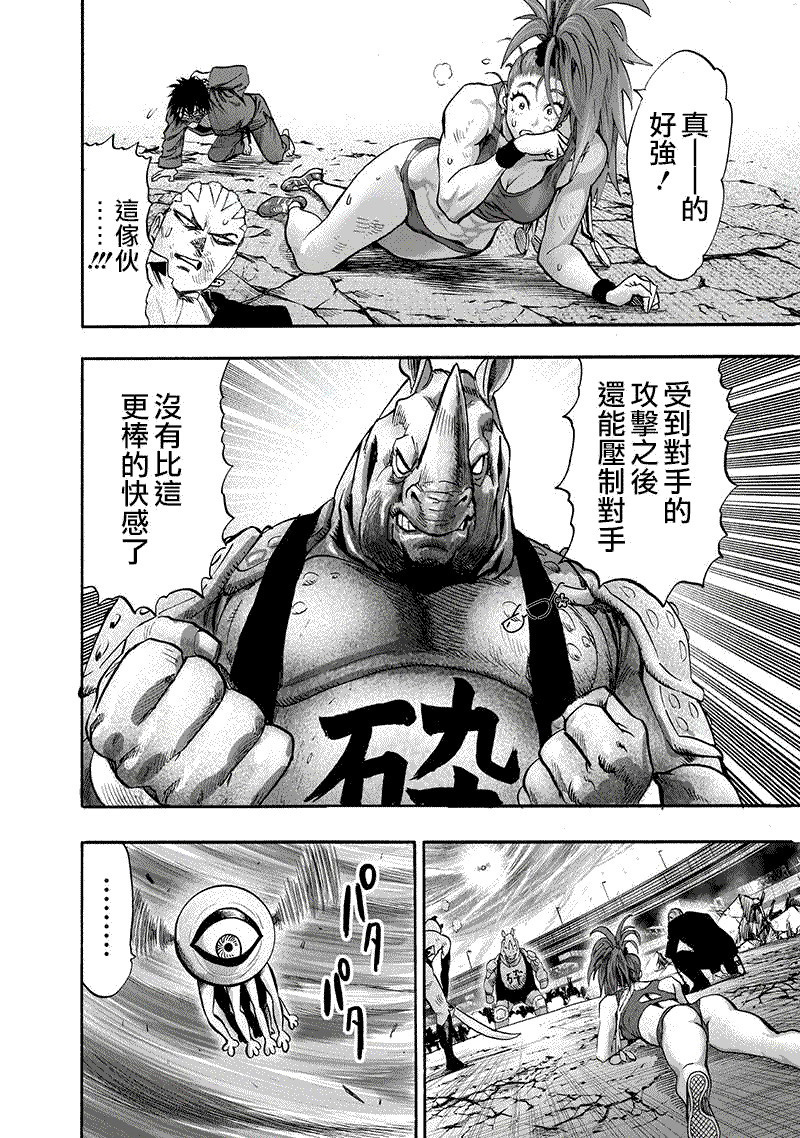 真——的
好強！
這傢伙
……!!!
受到對手的
攻擊之後
還能壓制對手
沒有比這
更棒的快感了
砕
砕
パタ
パタ
………